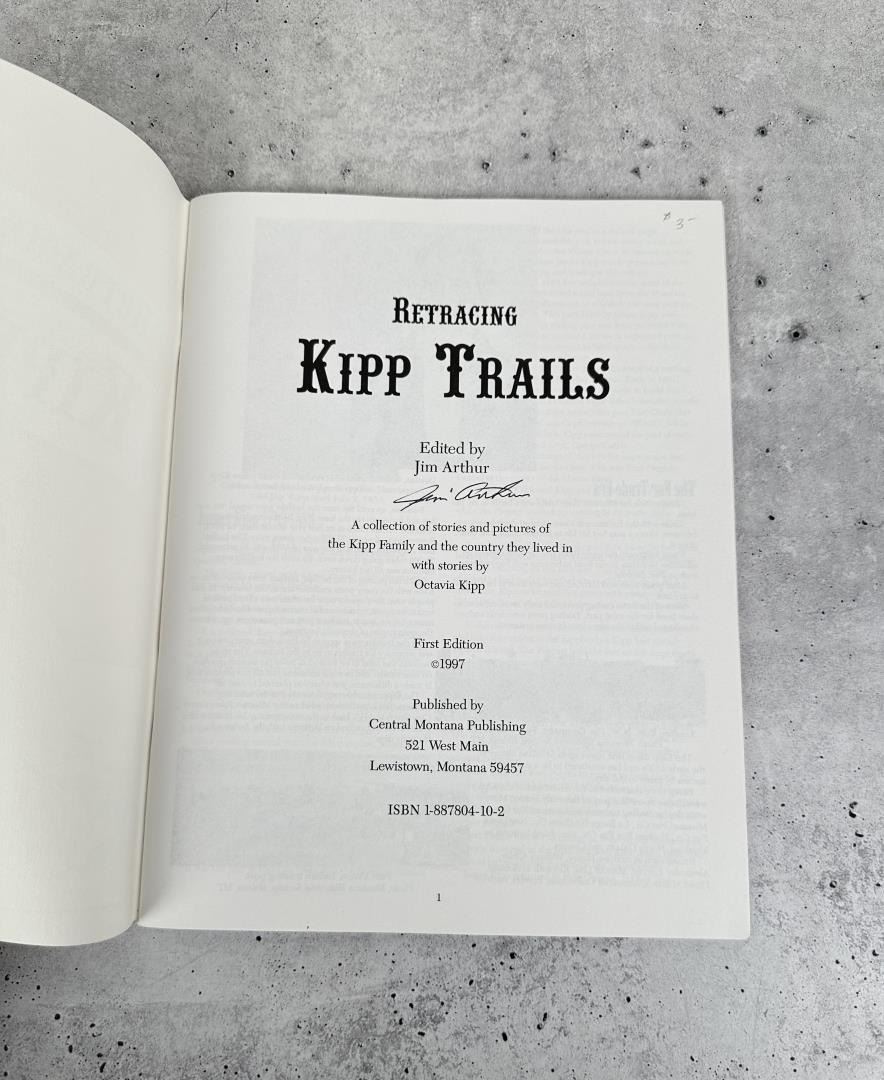 $3-
RETRACING
KIPP TRAILS
Edited by
Jim Arthur
Jim Arthur
A collection of stories and pictures of
the Kipp Family and the country they lived in
with stories by
Octavia Kipp
First Edition
©1997
Published by
Central Montana Publishing
521 West Main
Lewistown, Montana 59457
ISBN 1-887804-10-2
1